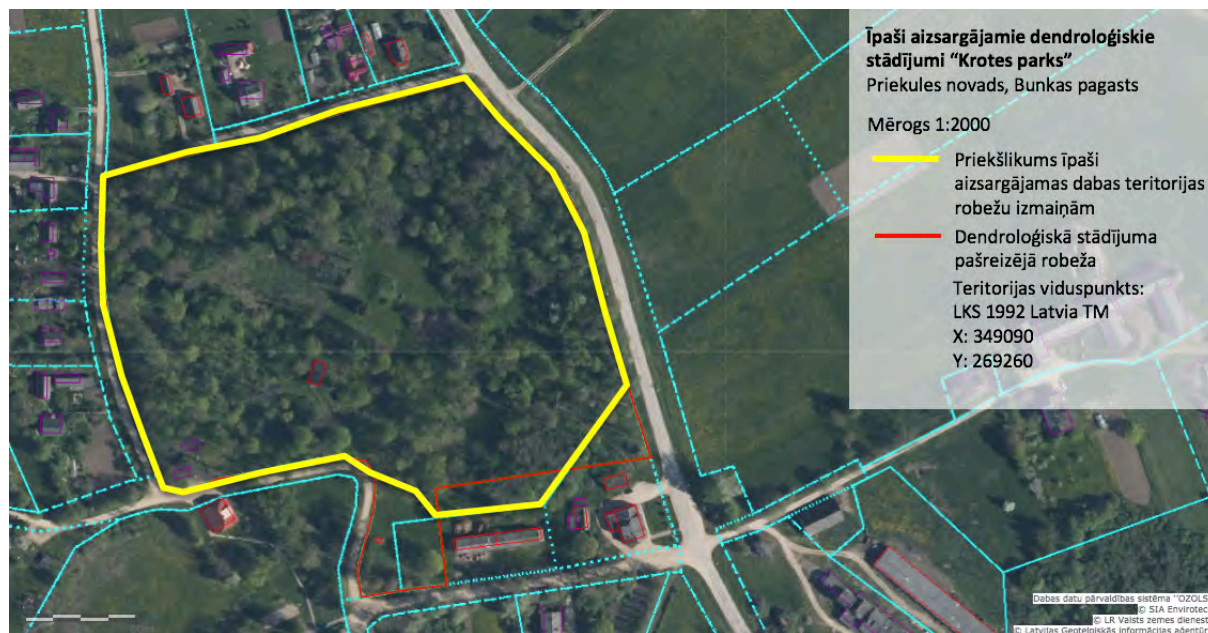 Īpaši aizsargājamie dendroloģiskie
stādījumi “Krotes parks”
Priekules novads, Bunkas pagasts
Mērogs 1:2000
Priekšlikums īpaši
aizsargājamas dabas teritorijas
robežu izmaiņām
Dendroloģiskā stādījuma
pašreizējā robeža
Teritorijas viduspunkts:
LKS 1992 Latvia TM
X: 349090
Y: 269260
Dabas datu pārvaldības sistēma "OZOLS
© SIA Envirotec
© LR Valsts zemes dienest
© Latvijas Ģeotelpiskās informācijas aģentūr